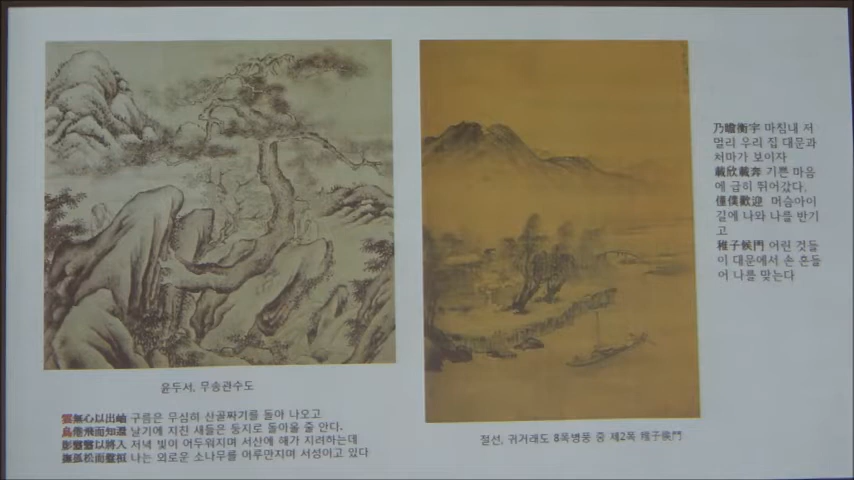 윤두서, 무송관수도
雲無心以出岫 구름은 무심히 산골짜기를 돌아 나오고
鳥倦飛而知還 날기에 지친 새들은 둥지로 돌아올 줄 안다.
影翳翳以將入 저녁 빛이 어두워지며 서산에 해가 지려하는데
撫孤松而盤桓 나는 외로운 소나무를 어루만지며 서성이고 있다
절선, 귀거래도 8폭병풍 중 제2폭 稚子候門
乃瞻衡宇 마침내 저
멀리 우리 집 대문과
처마가 보이자
載欣載奔 기쁜 마음
에 급히 뛰어갔다.
僮僕歡迎 머슴아이
길에 나와 나를 반기
고
稚子候門 어린 것들
이 대문에서 손 흔들
어 나를 맞는다